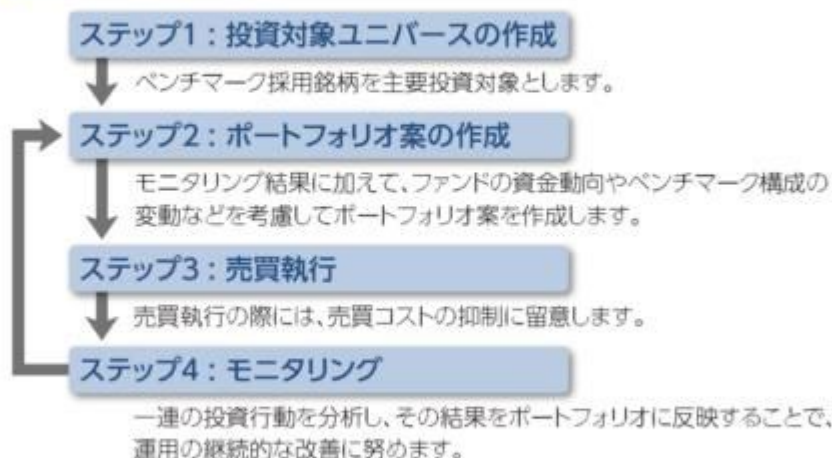 ステップ1：投資対象ユニバースの作成
ベンチマーク採用銘柄を主要投資対象とします。
ステップ2：ポートフォリオ案の作成
モニタリング結果に加えて、ファンドの資金動向やベンチマーク構成の
変動などを考慮してポートフォリオ案を作成します。
ステップ3：売買執行
売買執行の際には、売買コストの抑制に留意します。
ステップ4：モニタリング
一連の投資行動を分析し、その結果をポートフォリオに反映することで、
運用の継続的な改善に努めます。